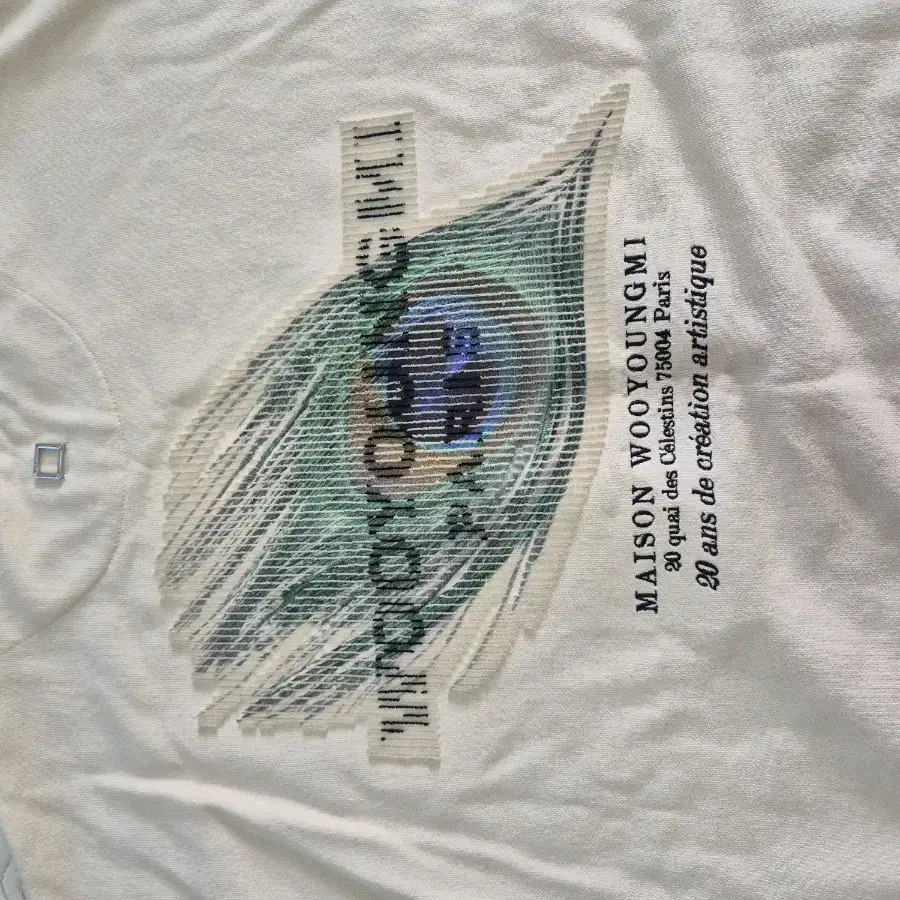 MAISON WOOYOUNGMI
20 quai des Célestins 75004 Paris
20 ans de création artistique